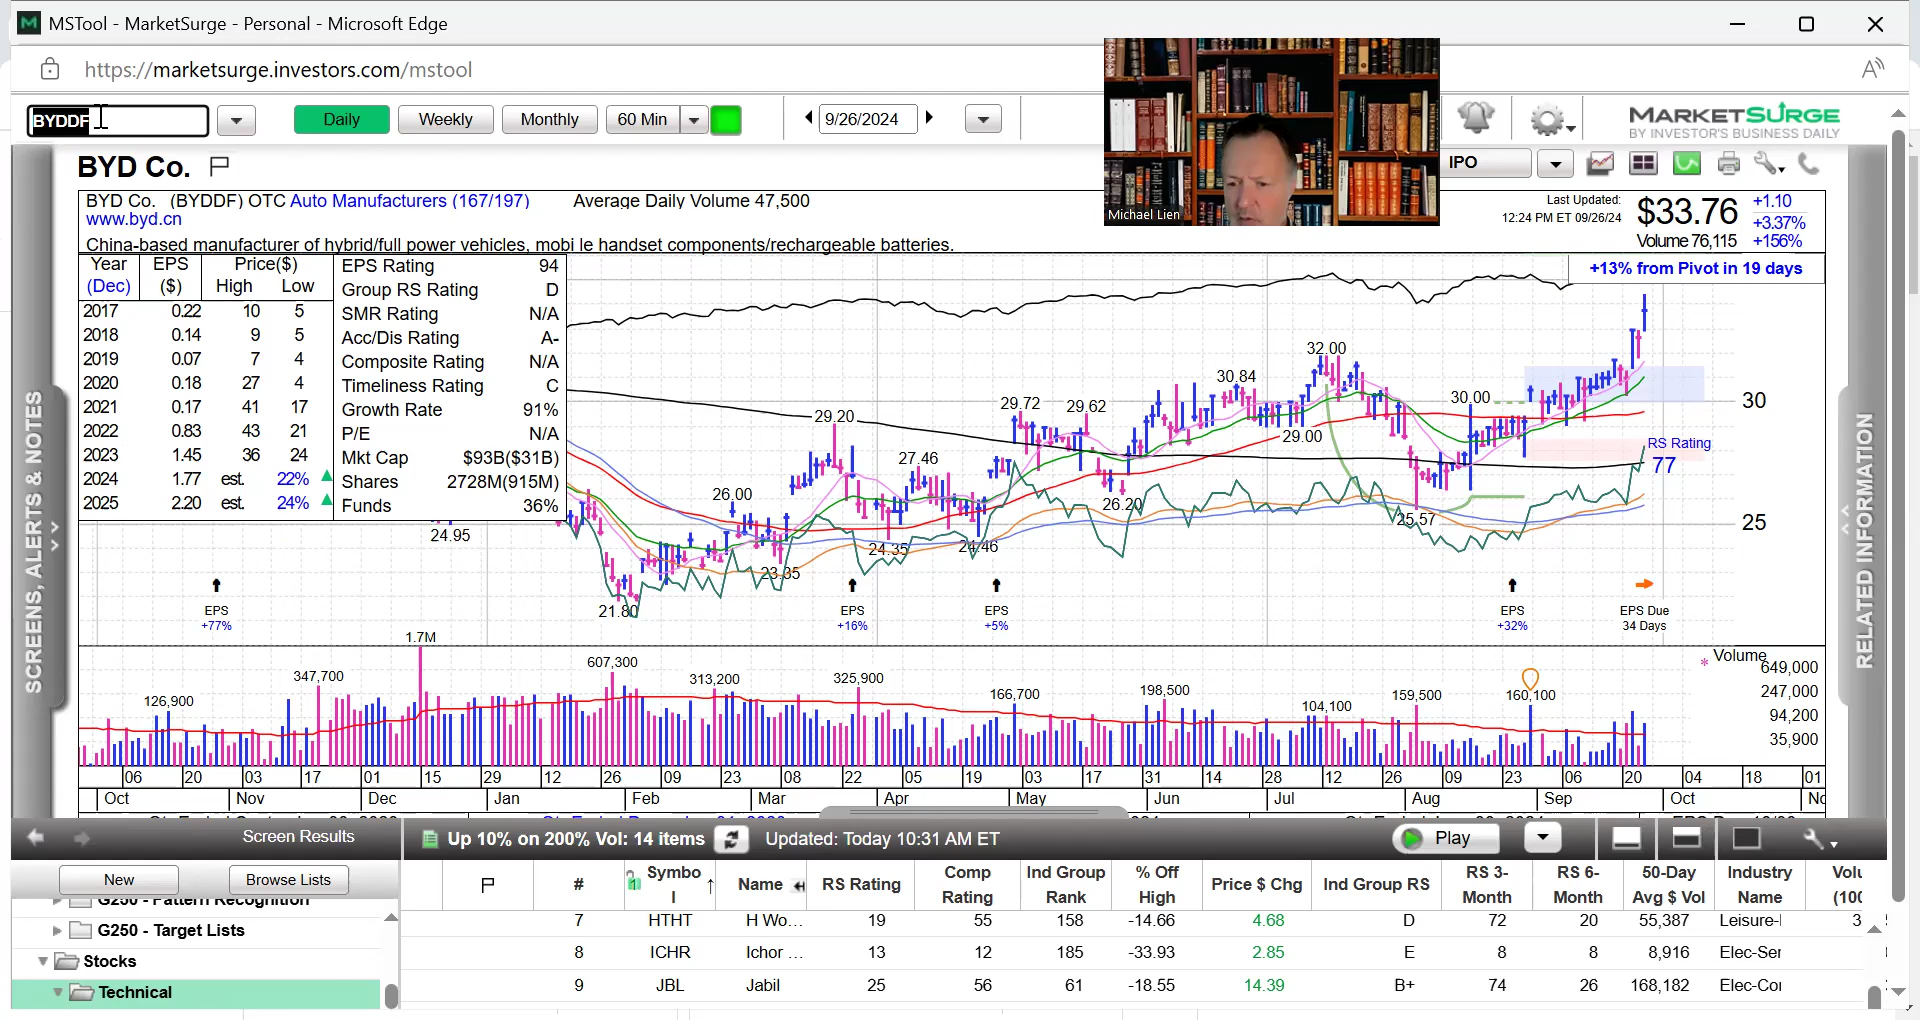 MSTool - MarketSurge - Personal - Microsoft Edge
https://marketsurge.investors.com/mstool
BYDDF
Daily
Weekly
Monthly
60 Min
9/26/2024
MARKETSURGE
BY INVESTOR'S BUSINESS DAILY
Michael Lien
IPO
BYD Co.
BYD Co. (BYDDF) OTC Auto Manufacturers (167/197) Average Daily Volume 47,500
www.byd.cn
China-based manufacturer of hybrid/full power vehicles, mobi le handset components/rechargeable batteries.
Last Updated:
12:24 PM ET 09/26/24
$33.76
Volume 76,115
+1.10
+3.37%
+156%
+13% from Pivot in 19 days
Year EPS Price($)
(Dec) ($) High Low
2017 0.22 10 5
2018 0.14 9 5
2019 0.07 7 4
2020 0.18 27 4
2021 0.17 41 17
2022 0.83 43 21
2023 1.45 36 24
2024 1.77 est. 22%
2025 2.20 est. 24%
EPS Rating 94
Group RS Rating D
SMR Rating N/A
Acc/Dis Rating A-
Composite Rating N/A
Timeliness Rating C
Growth Rate 91%
P/E N/A
Mkt Cap $93B($31B)
Shares 2728M(915M)
Funds 36%
24.95
21.80
26.00
23.35
29.20
24.35
27.46
24.46
29.72
29.62
26.20
30.84
29.00
32.00
25.57
30.00
30
25
RS Rating
77
EPS
+77%
EPS
+16%
EPS
+5%
EPS
+32%
EPS Due
34 Days
1.7M
126,900
347,700
607,300
313,200
325,900
166,700
198,500
104,100
159,500
160,100
Volume
649,000
247,000
94,200
35,900
06 20 03 17 01 15 29 12 26 09 23 08 22 05 19 03 17 31 14 28 12 26 09 23 06 20 04 18 01
Oct Nov Dec Jan Feb Mar Apr May Jun Jul Aug Sep Oct
SCREENS, ALERTS & NOTES
RELATED INFORMATION
Screen Results
Up 10% on 200% Vol: 14 items
Updated: Today 10:31 AM ET
Play
New
Browse Lists
G250 - Pattern Recognition
G250 - Target Lists
Stocks
Technical
# Symbo
l
Name
RS Rating
Comp
Rating
Ind Group
Rank
% Off
High
Price $ Chg
Ind Group RS
RS 3-
Month
RS 6-
Month
50-Day
Avg $ Vol
Industry
Name
7 HTHT H Wo... 19 55 158 -14.66 4.68 D 72 20 55,387
8 ICHR Ichor ... 13 12 185 -33.93 2.85 E 8 8 8,916
9 JBL Jabil 25 56 61 -18.55 14.39 B+ 74 26 168,182